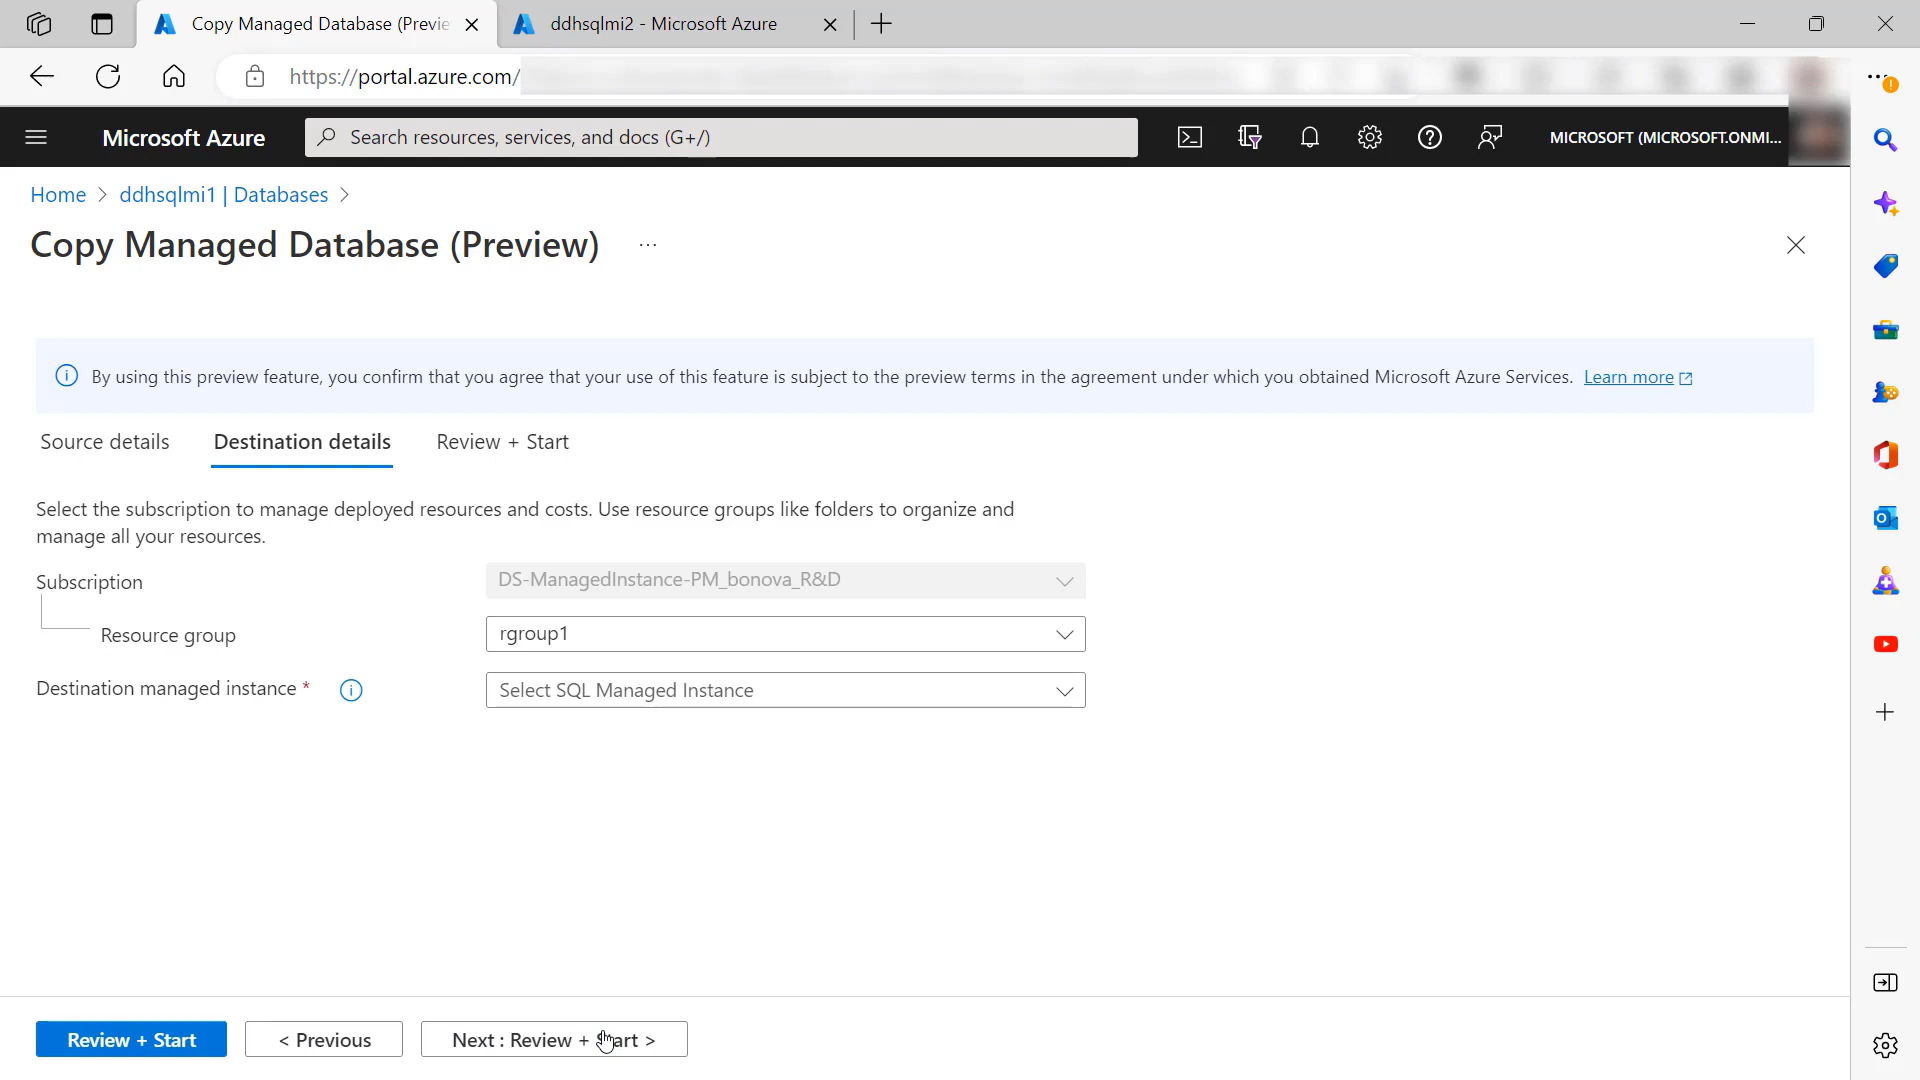 Copy Managed Database (Previe
ddhsqlmi2 - Microsoft Azure
https://portal.azure.com/
Microsoft Azure
Search resources, services, and docs (G+/)
MICROSOFT (MICROSOFT.ONMI...
Home > ddhsqlmi1 | Databases >
Copy Managed Database (Preview) ...
By using this preview feature, you confirm that you agree that your use of this feature is subject to the preview terms in the agreement under which you obtained Microsoft Azure Services. Learn more
Source details Destination details Review + Start
Select the subscription to manage deployed resources and costs. Use resource groups like folders to organize and
manage all your resources.
Subscription
DS-ManagedInstance-PM_bonova_R&D
Resource group
rgroup1
Destination managed instance *
Select SQL Managed Instance
Review + Start
< Previous
Next : Review + art >